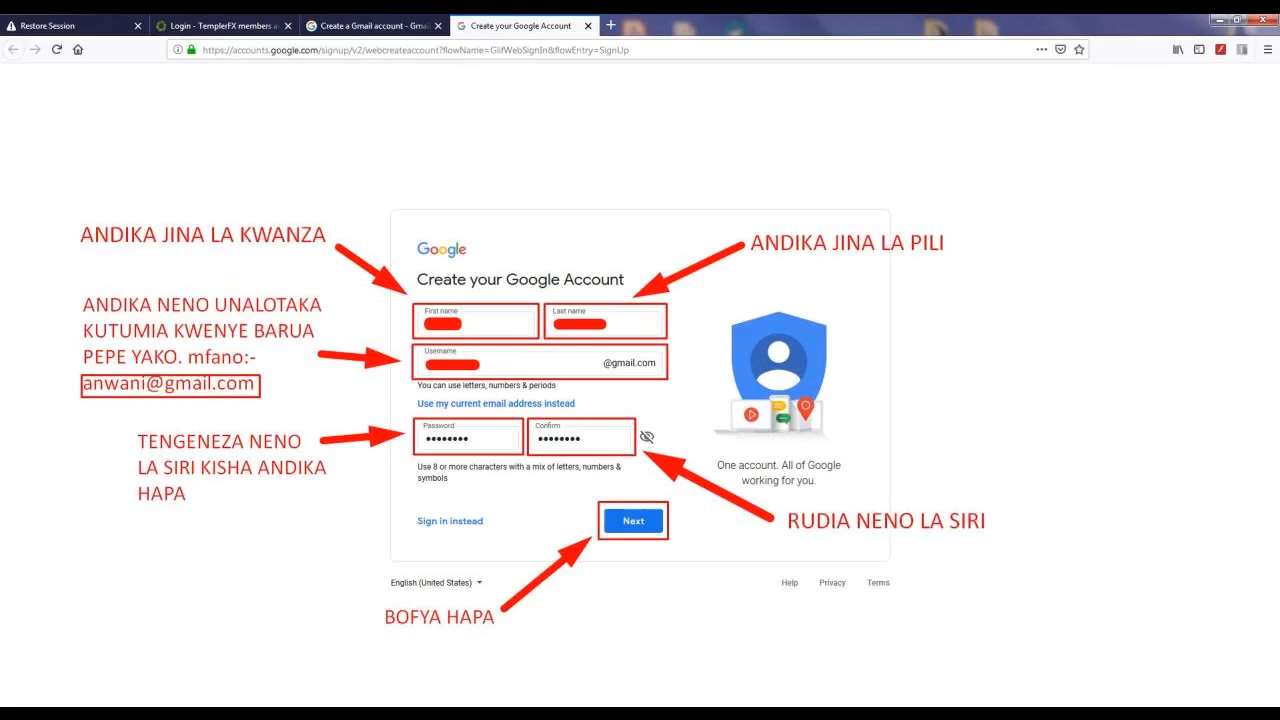 Restore Session
Login - TemplerFX members a
Create a Gmail account - Gmai
Create your Google Account
https://accounts.google.com/signup/v2/webcreateaccount?flowName=GlifWebSignIn&flowEntry=SignUp
ANDIKA JINA LA KWANZA
ANDIKA JINA LA PILI
Google
Create your Google Account
ANDIKA NENO UNALOTAKA
KUTUMIA KWENYE BARUA
PEPE YAKO. mfano:-
anwani@gmail.com
First name
Last name
Username
@gmail.com
You can use letters, numbers & periods
Use my current email address instead
TENGENEZA NENO
LA SIRI KISHA ANDIKA
HAPA
Password
Confirm
Use 8 or more characters with a mix of letters, numbers &
symbols
One account. All of Google
working for you.
Sign in instead
Next
RUDIA NENO LA SIRI
English (United States)
Help
Privacy
Terms
BOFYA HAPA